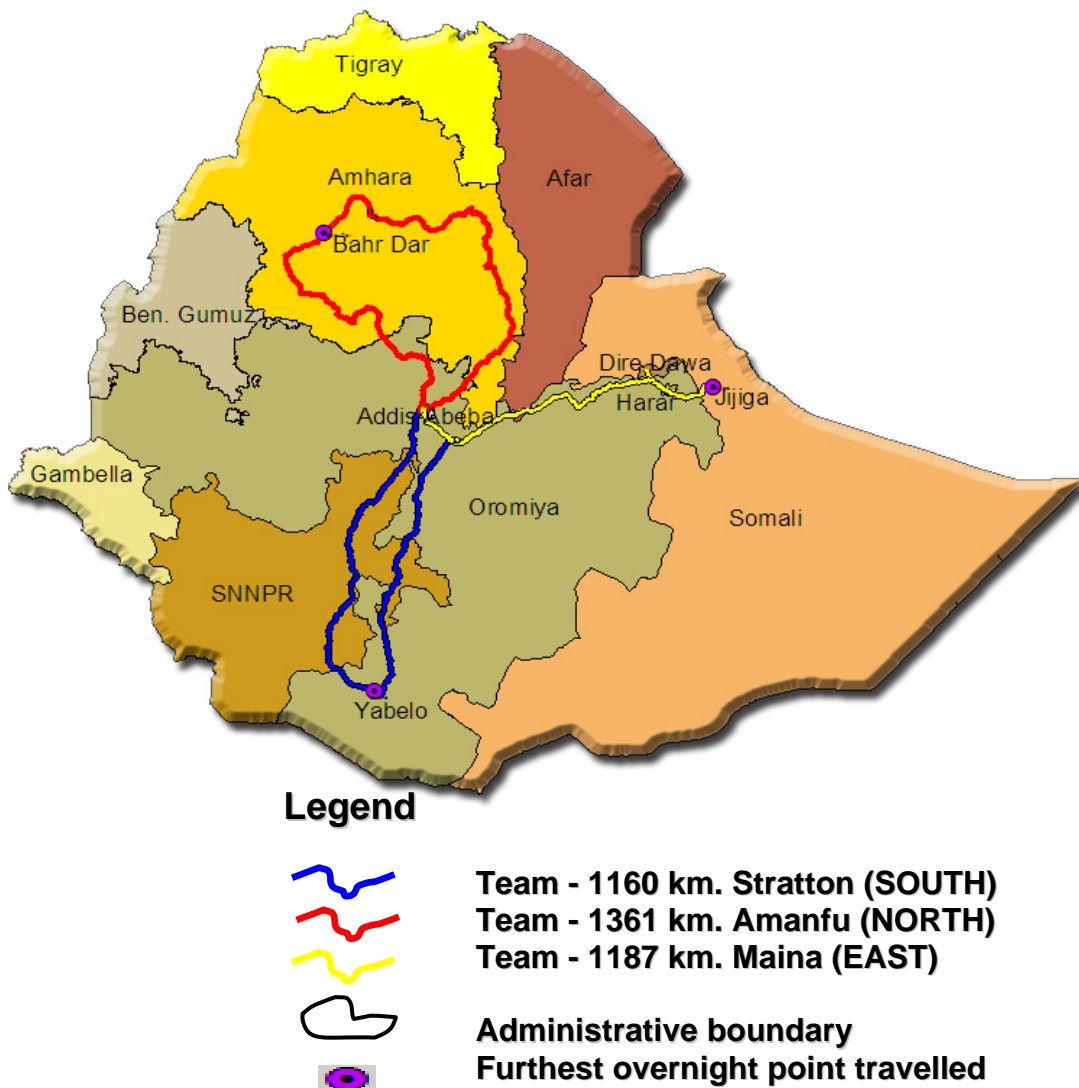 Tigray
Amhara
Afar
Bahr Dar
Ben. Gumuz
Dire Dawa
Harar
Jijiga
Addis Abeba
Gambella
Oromiya
Somali
SNNPR
Yabelo
Legend
Team - 1160 km. Stratton (SOUTH)
Team - 1361 km. Amanfu (NORTH)
Team - 1187 km. Maina (EAST)
Administrative boundary
Furthest overnight point travelled